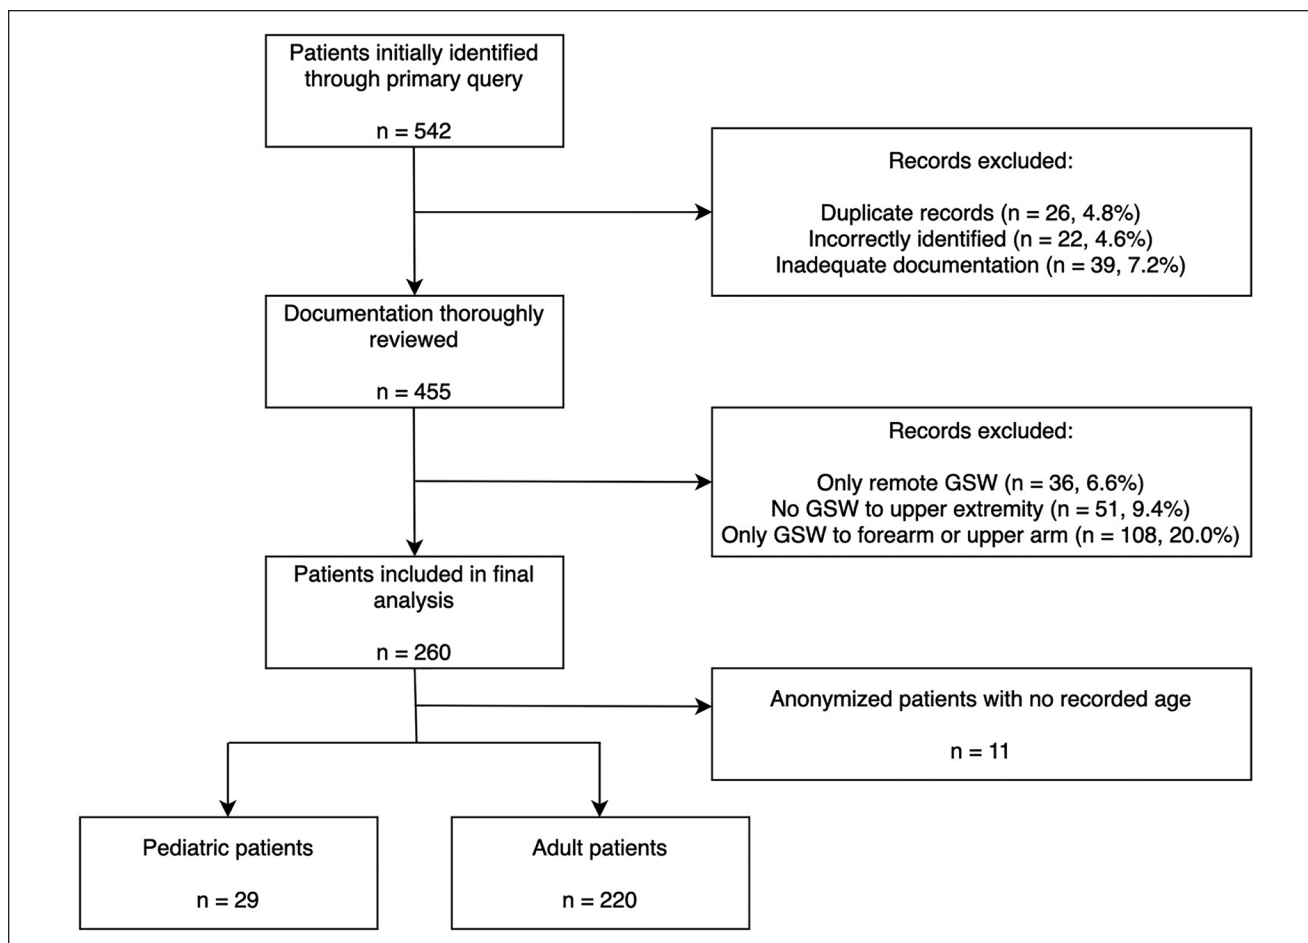 Patients initially identified
through primary query
n = 542
Records excluded:
Duplicate records (n = 26, 4.8%)
Incorrectly identified (n = 22, 4.6%)
Inadequate documentation (n = 39, 7.2%)
Documentation thoroughly
reviewed
n = 455
Records excluded:
Only remote GSW (n = 36, 6.6%)
No GSW to upper extremity (n = 51, 9.4%)
Only GSW to forearm or upper arm (n = 108, 20.0%)
Patients included in final
analysis
n = 260
Anonymized patients with no recorded age
n = 11
Pediatric patients
n = 29
Adult patients
n = 220